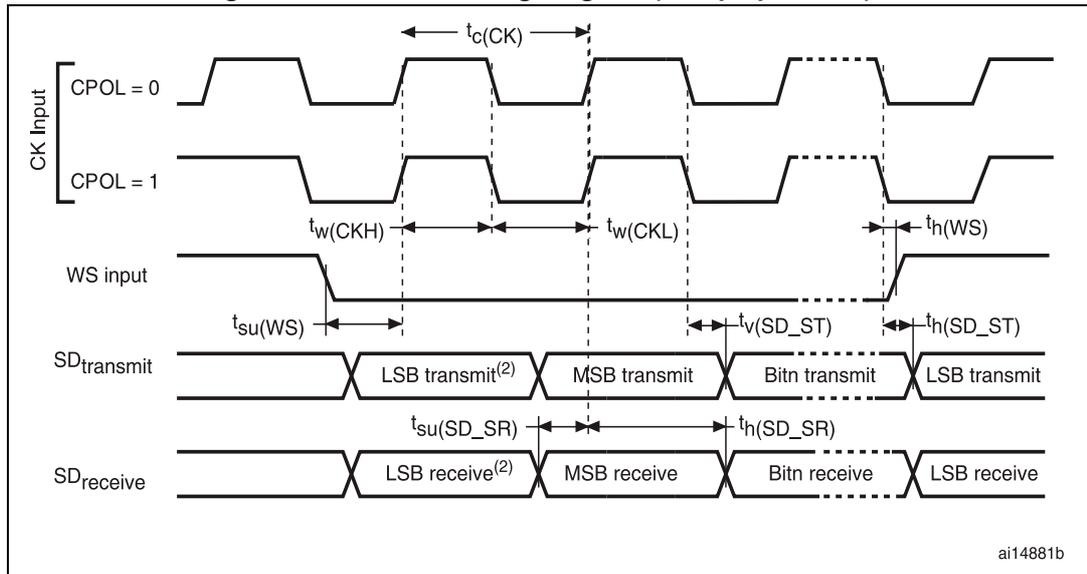 tc(CK)
CK Input
CPOL = 0
CPOL = 1
tw(CKH)
tw(CKL)
th(WS)
WS input
tsu(WS)
tv(SD_ST)
th(SD_ST)
SDtransmit
LSB transmit(2)
MSB transmit
Bitn transmit
LSB transmit
tsu(SD_SR)
th(SD_SR)
SDreceive
LSB receive(2)
MSB receive
Bitn receive
LSB receive
ai14881b